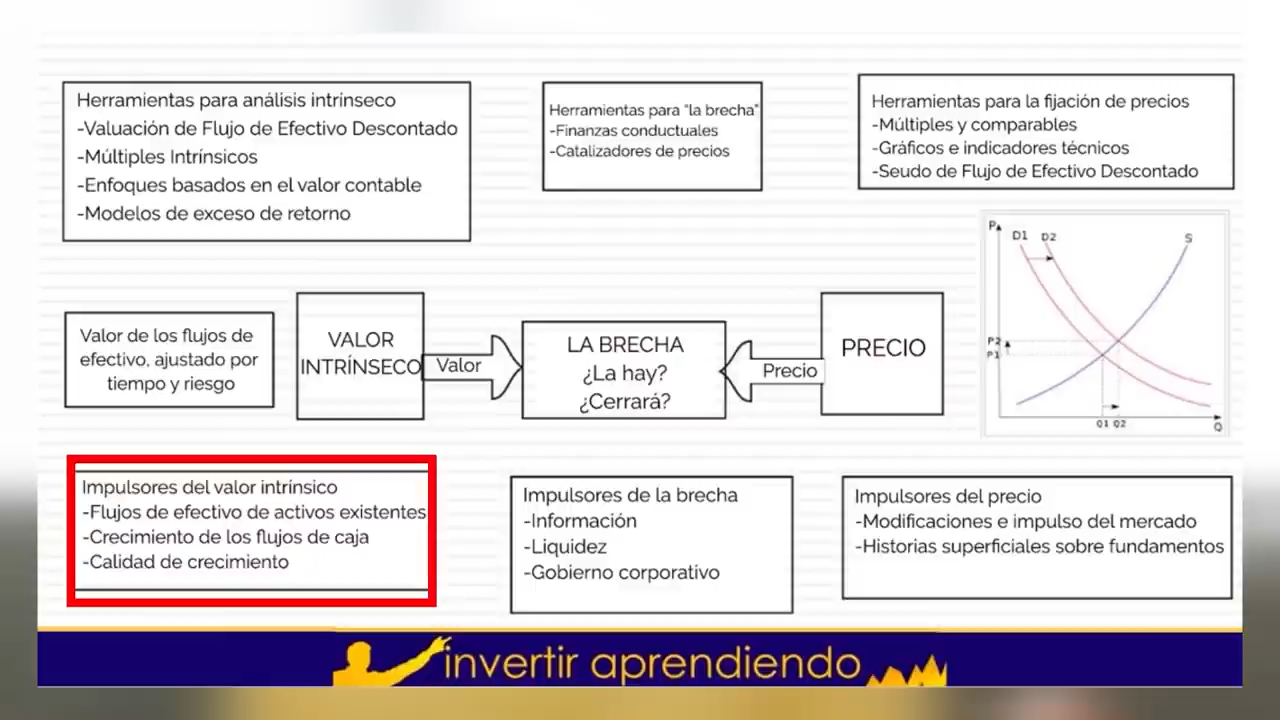 Herramientas para análisis intrínseco
-Valuación de Flujo de Efectivo Descontado
-Múltiples Intrínsicos
-Enfoques basados en el valor contable
-Modelos de exceso de retorno
Herramientas para "la brecha"
-Finanzas conductuales
-Catalizadores de precios
Herramientas para la fijación de precios
-Múltiples y comparables
-Gráficos e indicadores técnicos
-Seudo de Flujo de Efectivo Descontado
P
D1
D2
S
P2
P1
Q1
Q2
Q
Valor de los flujos de
efectivo, ajustado por
tiempo y riesgo
VALOR
INTRÍNSECO
Valor
LA BRECHA
¿La hay?
¿Cerrará?
Precio
PRECIO
Impulsores del valor intrínsico
-Flujos de efectivo de activos existentes
-Crecimiento de los flujos de caja
-Calidad de crecimiento
Impulsores de la brecha
-Información
-Liquidez
-Gobierno corporativo
Impulsores del precio
-Modificaciones e impulso del mercado
-Historias superficiales sobre fundamentos
invertir aprendiendo